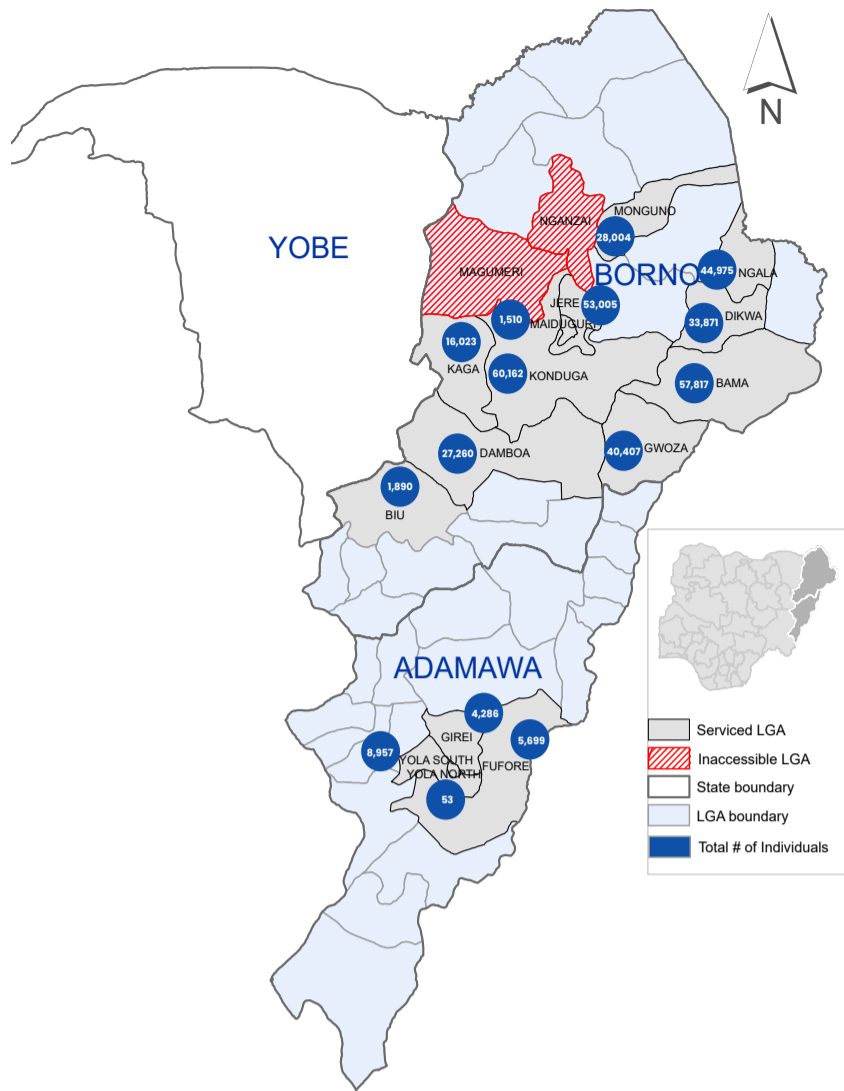 N
MONGUNO
NGANZAI
28,004
YOBE
BORNO
MAGUMERI
44,975
NGALA
JERE
53,005
1,510
MAIDUGURI
33,871
DIKWA
16,023
KAGA
60,162
KONDUGA
57,817
BAMA
27,260
DAMBOA
40,407
GWOZA
1,890
BIU
ADAMAWA
4,286
GIREI
5,699
8,957
YOLA SOUTH
FUFORE
YOLA NORTH
53
Serviced LGA
Inaccessible LGA
State boundary
LGA boundary
Total # of Individuals